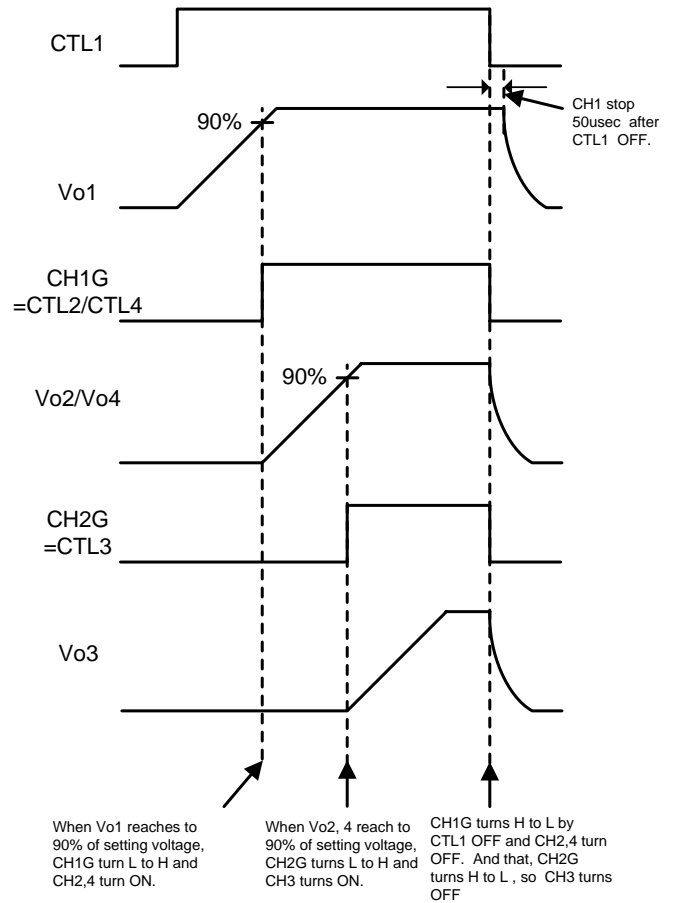 CTL1
CH1 stop
50usec after
CTL1 OFF.
90%
Vo1
CH1G
=CTL2/CTL4
90%
Vo2/Vo4
CH2G
=CTL3
Vo3
When Vo1 reaches to
90% of setting voltage,
CH1G turn L to H and
CH2,4 turn ON.
When Vo2, 4 reach to
90% of setting voltage,
CH2G turns L to H and
CH3 turns ON.
CH1G turns H to L by
CTL1 OFF and CH2,4 turn
OFF. And that, CH2G
turns H to L , so CH3 turns
OFF